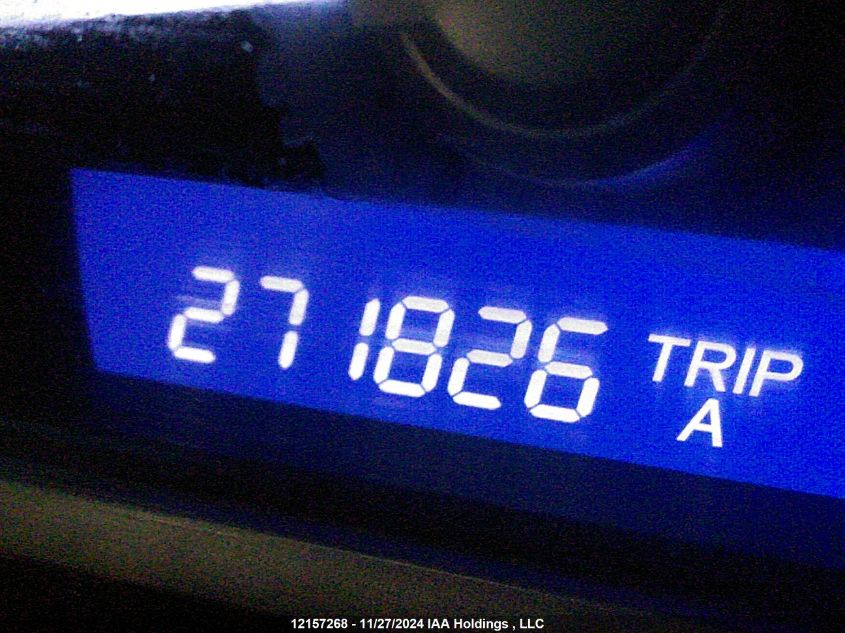 271826 TRIP
A
12157268 - 11/27/2024 IAA Holdings , LLC